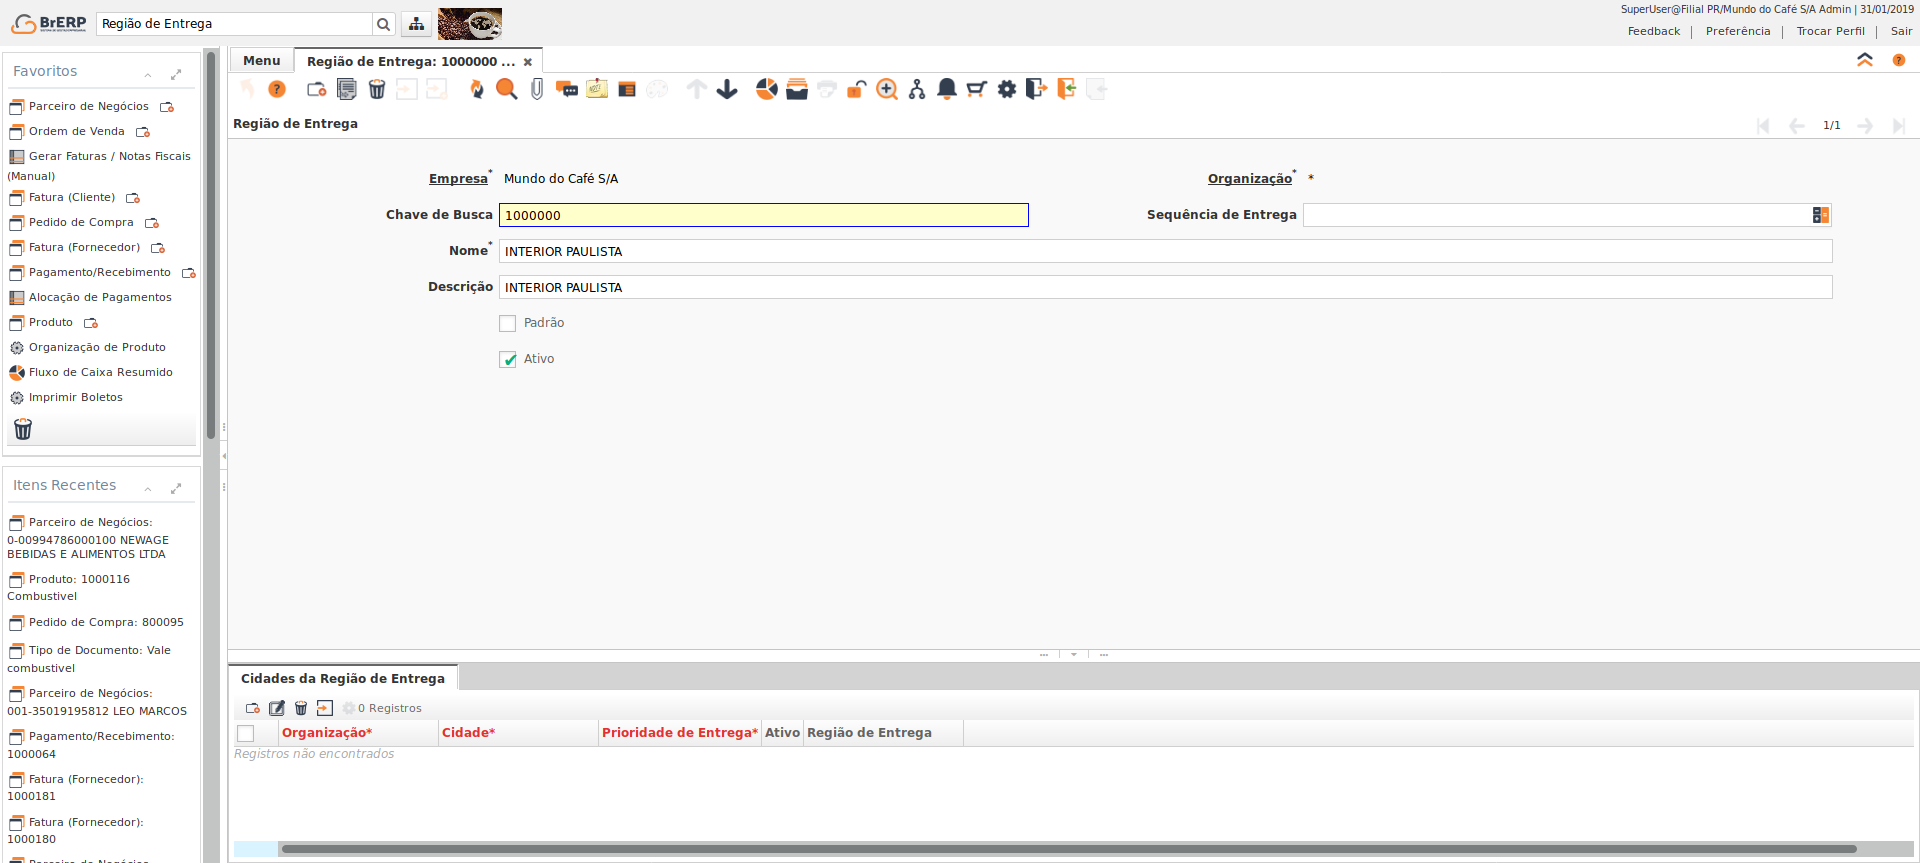 BrERP
Região de Entrega
SuperUser@Filial PR/Mundo do Café S/A Admin | 31/01/2019
Feedback | Preferência | Trocar Perfil | Sair
Favoritos
Parceiro de Negócios
Ordem de Venda
Gerar Faturas / Notas Fiscais
(Manual)
Fatura (Cliente)
Pedido de Compra
Fatura (Fornecedor)
Pagamento/Recebimento
Alocação de Pagamentos
Produto
Organização de Produto
Fluxo de Caixa Resumido
Imprimir Boletos
Itens Recentes
Parceiro de Negócios:
0-00994786000100 NEWAGE
BEBIDAS E ALIMENTOS LTDA
Produto: 1000116
Combustivel
Pedido de Compra: 800095
Tipo de Documento: Vale
combustivel
Parceiro de Negócios:
001-35019195812 LEO MARCOS
Pagamento/Recebimento:
1000064
Fatura (Fornecedor):
1000181
Fatura (Fornecedor):
1000180
Parceiro de Negócios
Menu
Região de Entrega: 1000000 ...
Região de Entrega
1/1
Empresa* Mundo do Café S/A
Organização* *
Chave de Busca 1000000
Sequência de Entrega
Nome* INTERIOR PAULISTA
Descrição INTERIOR PAULISTA
Padrão
Ativo
Cidades da Região de Entrega
0 Registros
Organização* Cidade* Prioridade de Entrega* Ativo Região de Entrega
Registros não encontrados